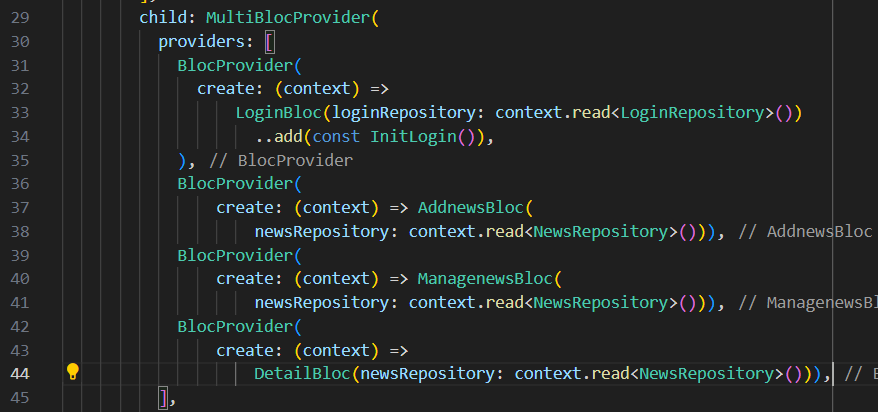 29 child: MultiBlocProvider(
30 providers: [
31 BlocProvider(
32 create: (context) =>
33 LoginBloc(loginRepository: context.read<LoginRepository>())
34 ..add(const InitLogin()),
35 ), // BlocProvider
36 BlocProvider(
37 create: (context) => AddnewsBloc(
38 newsRepository: context.read<NewsRepository>())), // AddnewsBloc
39 BlocProvider(
40 create: (context) => ManagenewsBloc(
41 newsRepository: context.read<NewsRepository>())), // ManagenewsBl
42 BlocProvider(
43 create: (context) =>
44 DetailBloc(newsRepository: context.read<NewsRepository>())), //
45 ],